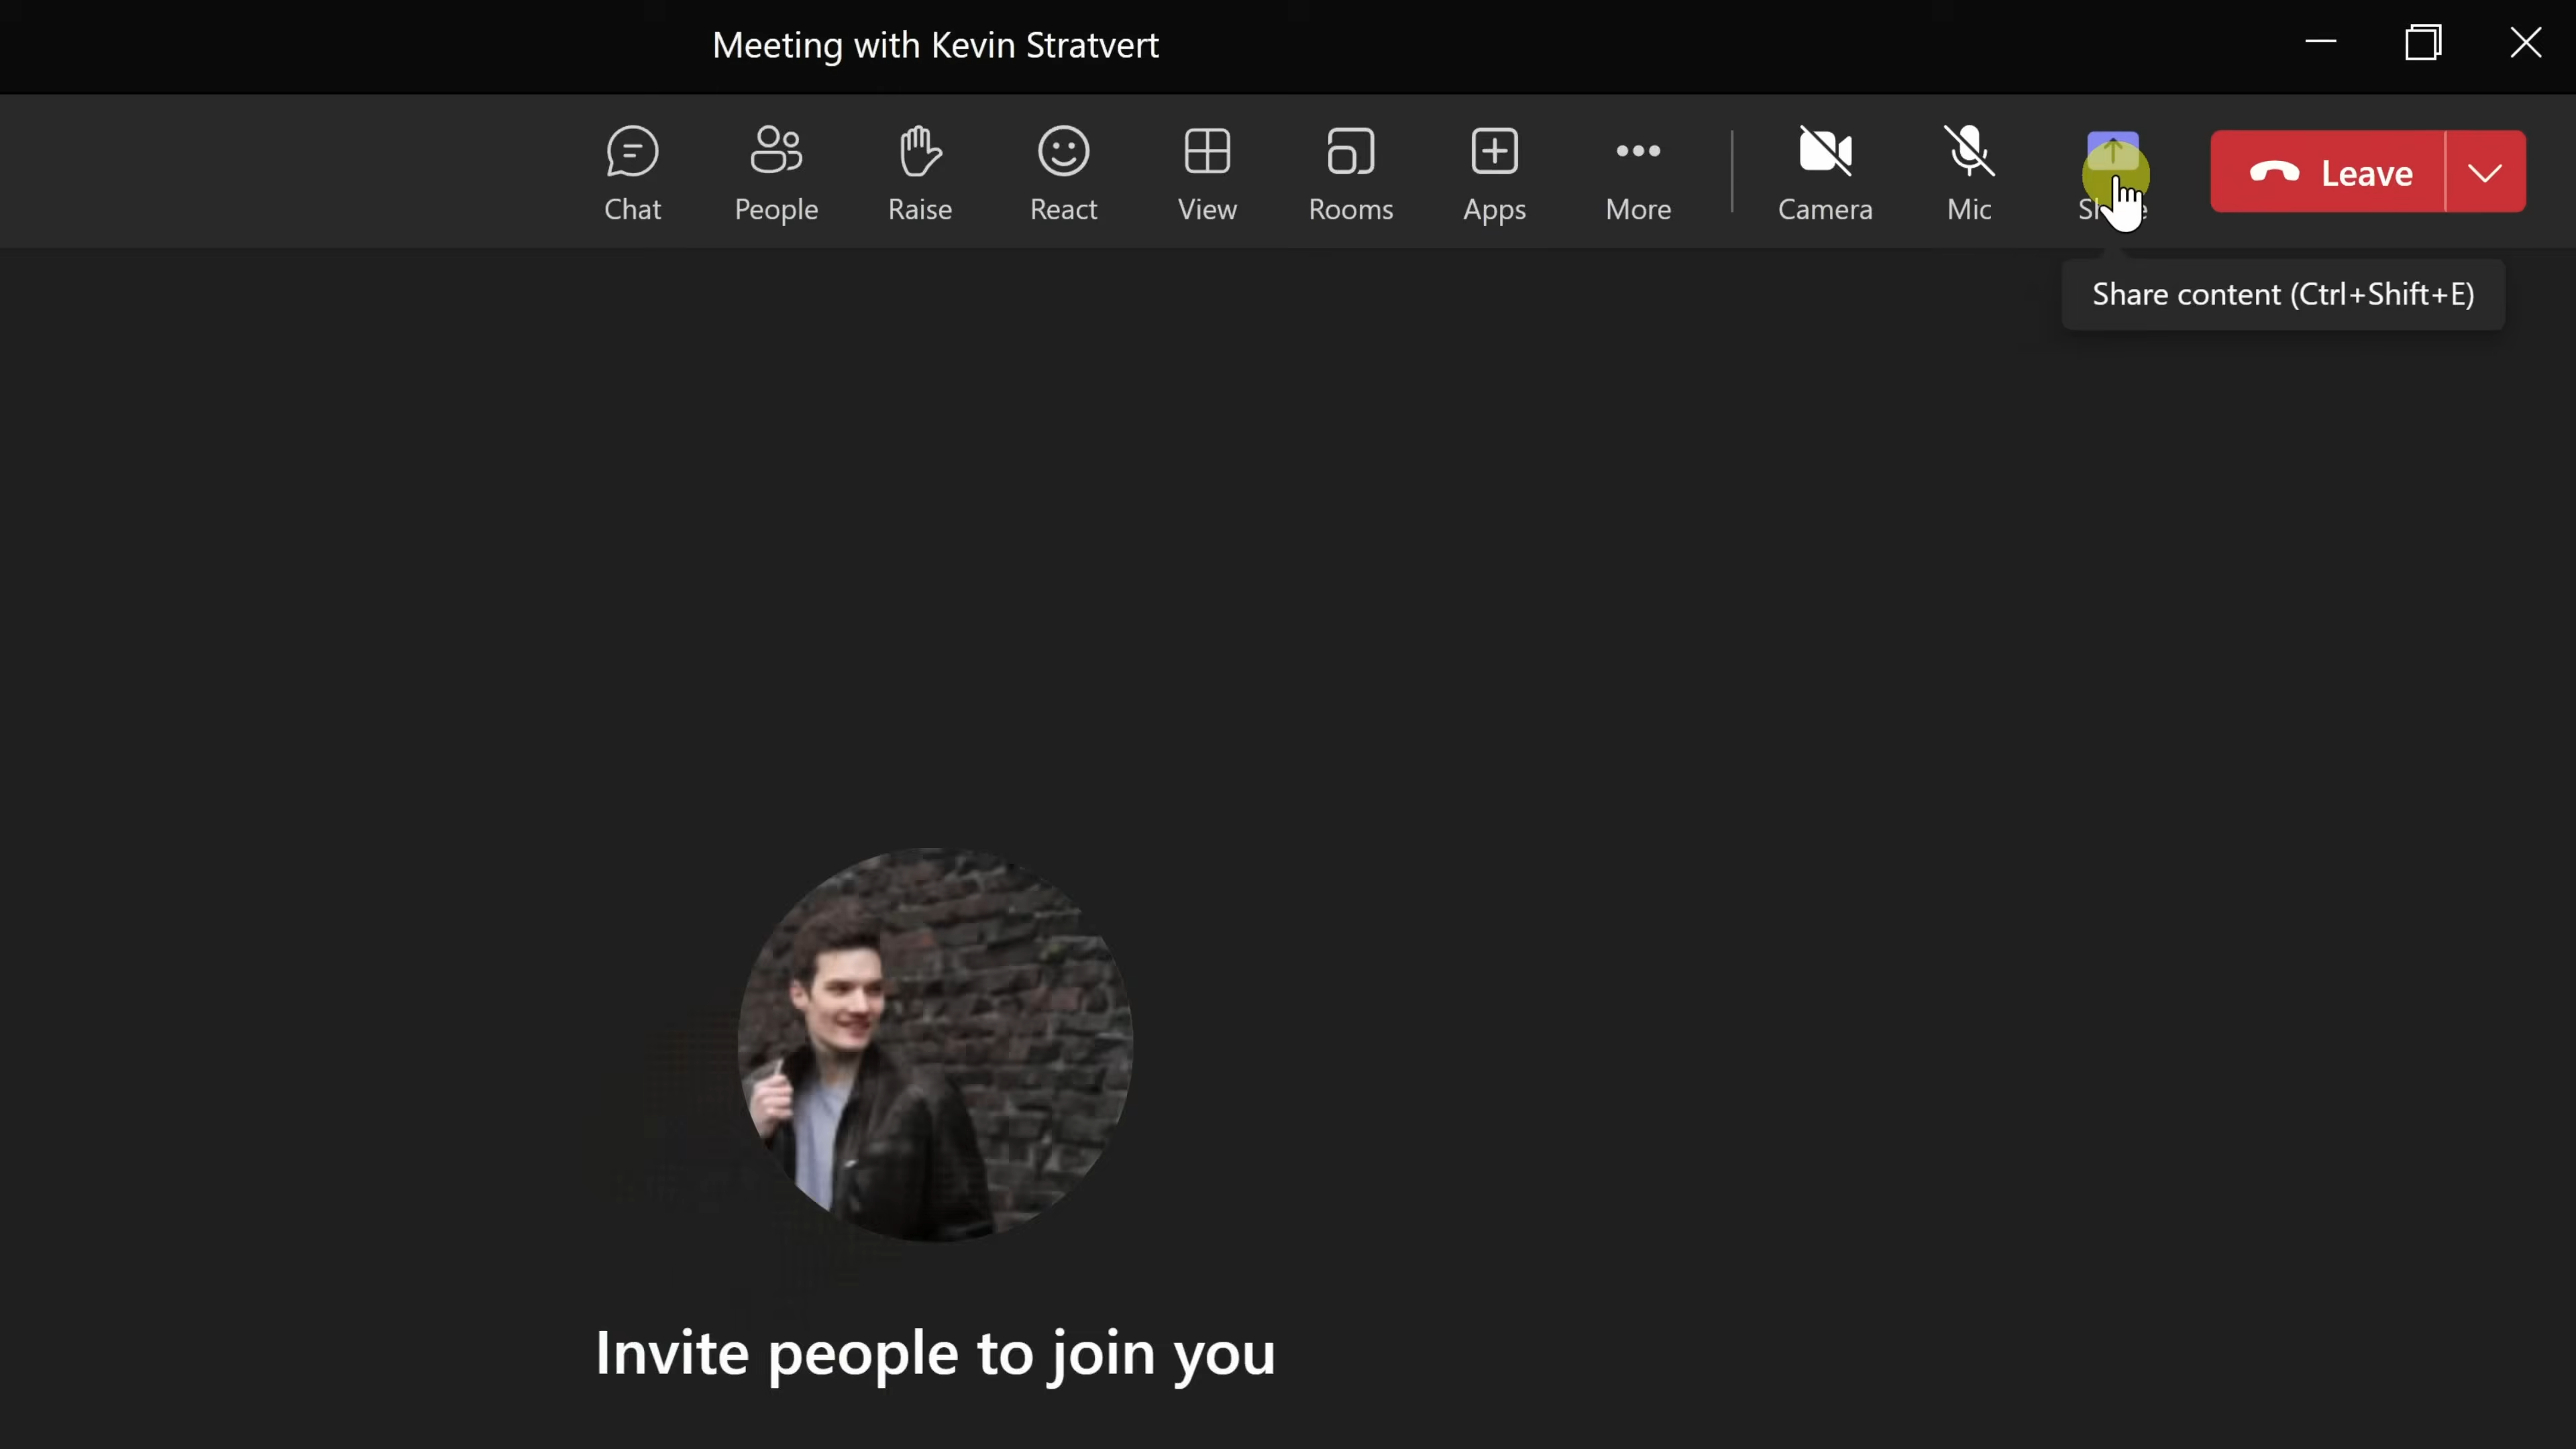 Meeting with Kevin Stratvert
Chat People Raise React View Rooms Apps More Camera Mic Leave
Share content (Ctrl+Shift+E)
Invite people to join you